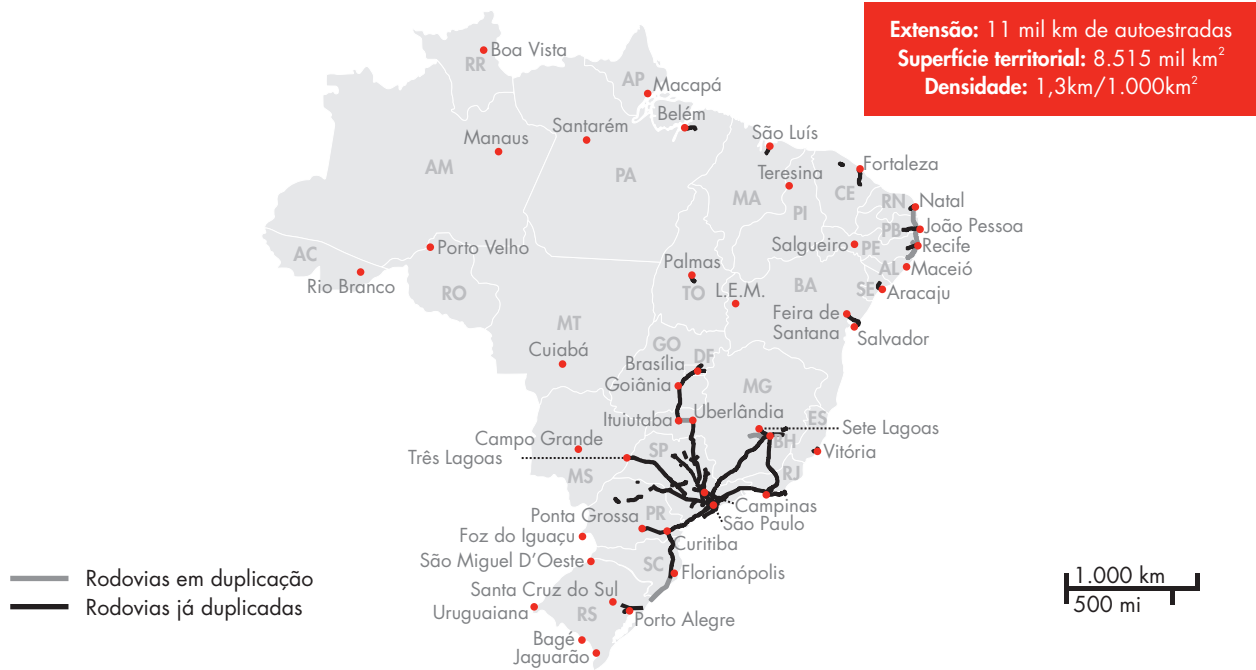 Extensão: 11 mil km de autoestradas
Superfície territorial: 8.515 mil km²
Densidade: 1,3km/1.000km²
Boa Vista
RR
AP
Macapá
Belém
Santarém
Manaus
AM
PA
São Luís
Fortaleza
Teresina
MA
CE
PI
RN
Natal
PB
João Pessoa
Salgueiro
PE
Recife
AC
Porto Velho
Rio Branco
RO
Palmas
TO
L.E.M.
BA
AL
Maceió
SE
Aracaju
Feira de
Santana
Salvador
MT
Cuiabá
GO
DF
Brasília
Goiânia
MG
Ituiutaba
Uberlândia
ES
Sete Lagoas
BH
Vitória
Campo Grande
SP
Três Lagoas
MS
RJ
Campinas
São Paulo
Ponta Grossa
PR
Foz do Iguaçu
Curitiba
São Miguel D'Oeste
SC
Florianópolis
Santa Cruz do Sul
Uruguaiana
RS
Porto Alegre
Bagé
Jaguarão
Rodovias em duplicação
Rodovias já duplicadas
1.000 km
500 mi